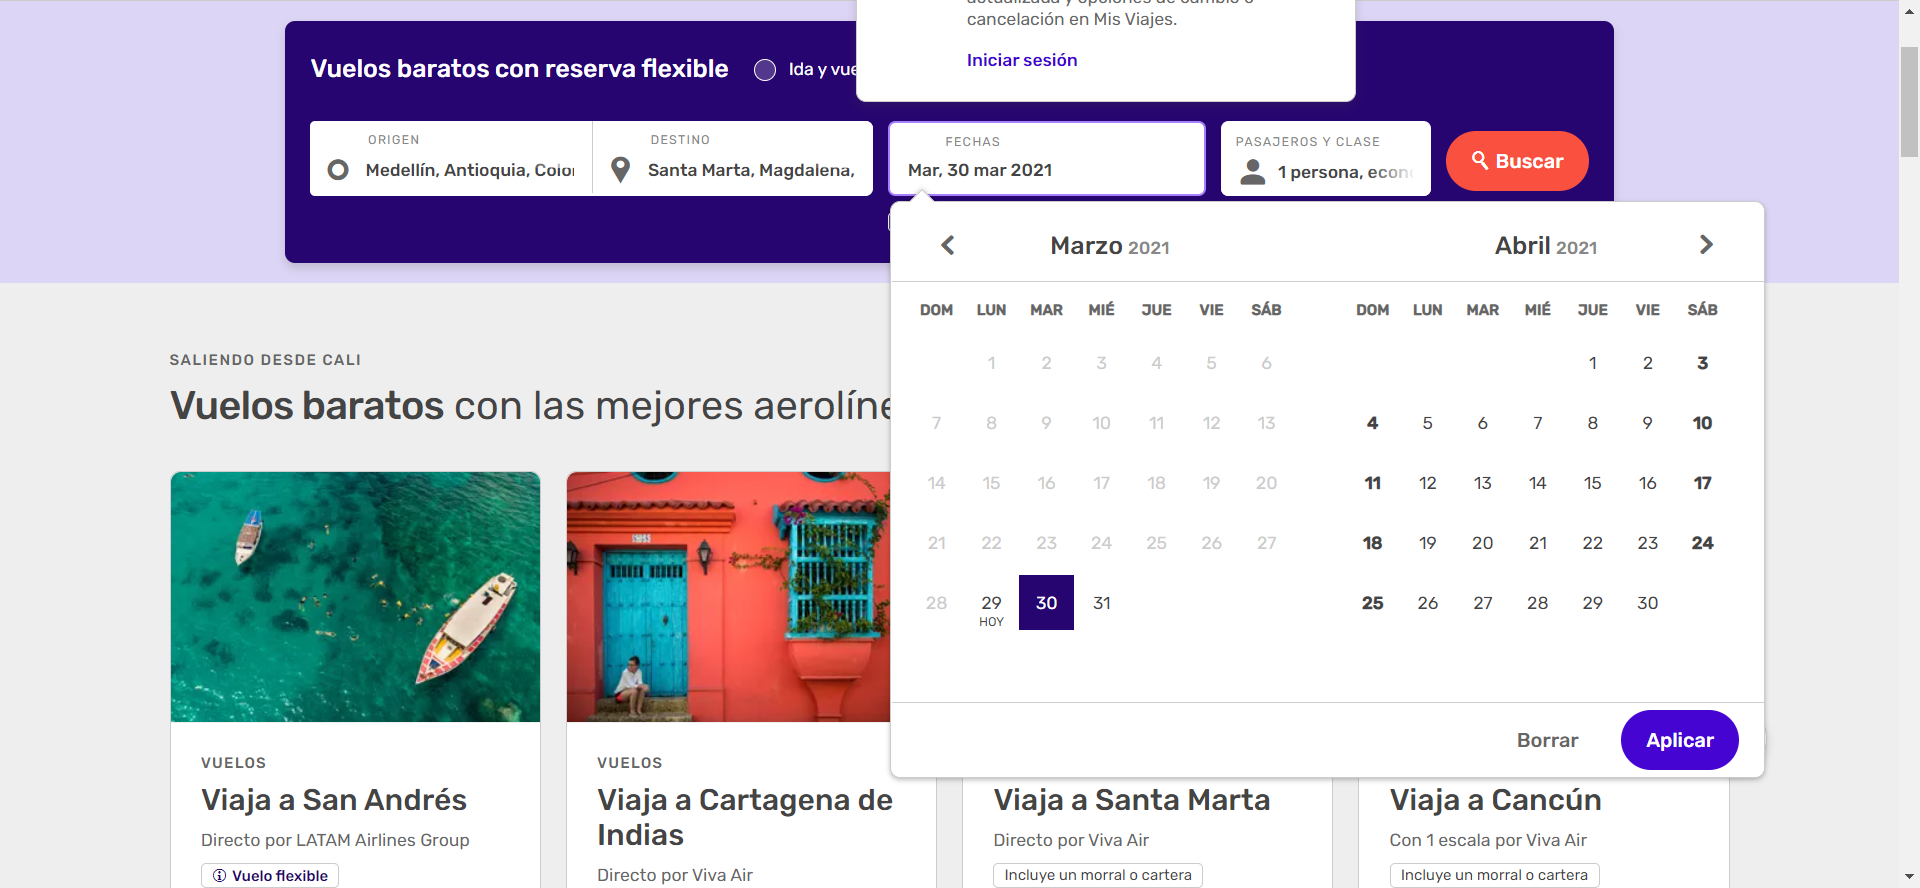 cancelación en Mis Viajes.
Iniciar sesión
Vuelos baratos con reserva flexible
Ida y vue
ORIGEN
Medellín, Antioquia, Color
DESTINO
Santa Marta, Magdalena,
FECHAS
Mar, 30 mar 2021
PASAJEROS Y CLASE
1 persona, econ
Buscar
Marzo 2021
Abril 2021
DOM LUN MAR MIÉ JUE VIE SÁB
1 2 3 4 5 6
7 8 9 10 11 12 13
14 15 16 17 18 19 20
21 22 23 24 25 26 27
28 29 30 31
HOY
DOM LUN MAR MIÉ JUE VIE SÁB
1 2 3
4 5 6 7 8 9 10
11 12 13 14 15 16 17
18 19 20 21 22 23 24
25 26 27 28 29 30
Borrar
Aplicar
SALIENDO DESDE CALI
Vuelos baratos con las mejores aerolíne
VUELOS
Viaja a San Andrés
Directo por LATAM Airlines Group
Vuelo flexible
VUELOS
Viaja a Cartagena de
Indias
Directo por Viva Air
Viaja a Santa Marta
Directo por Viva Air
Incluye un morral o cartera
Viaja a Cancún
Con 1 escala por Viva Air
Incluye un morral o cartera